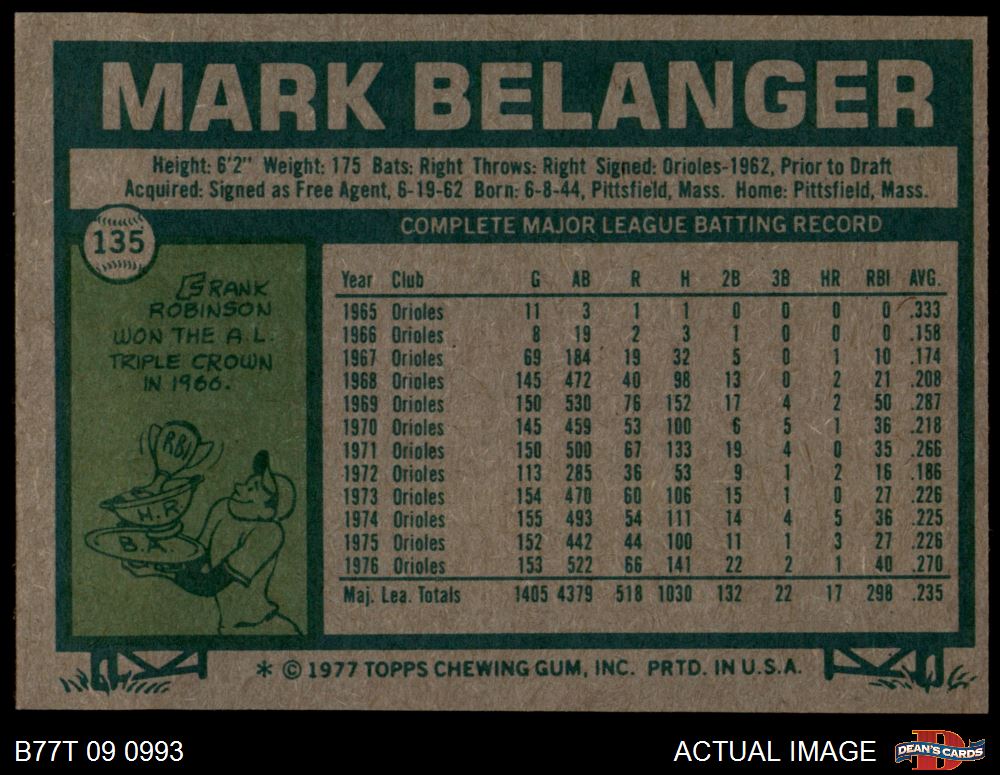 MARK BELANGER
Height: 6'2" Weight: 175 Bats: Right Throws: Right Signed: Orioles-1962, Prior to Draft
Acquired: Signed as Free Agent, 6-19-62 Born: 6-8-44, Pittsfield, Mass. Home: Pittsfield, Mass.
135
COMPLETE MAJOR LEAGUE BATTING RECORD
FRANK
ROBINSON
WON THE A.L.
TRIPLE CROWN
IN 1966.
RBI
H.R.
B.A.
Year Club G AB R H 2B 3B HR RBI AVG.
1965 Orioles 11 3 1 1 0 0 0 0 .333
1966 Orioles 8 19 2 3 1 0 0 0 .158
1967 Orioles 69 184 19 32 5 0 1 10 .174
1968 Orioles 145 472 40 98 13 0 2 21 .208
1969 Orioles 150 530 76 152 17 4 2 50 .287
1970 Orioles 145 459 53 100 6 5 1 36 .218
1971 Orioles 150 500 67 133 19 4 0 35 .266
1972 Orioles 113 285 36 53 9 1 2 16 .186
1973 Orioles 154 470 60 106 15 1 0 27 .226
1974 Orioles 155 493 54 111 14 4 5 36 .225
1975 Orioles 152 442 44 100 11 1 3 27 .226
1976 Orioles 153 522 66 141 22 2 1 40 .270
Maj. Lea. Totals 1405 4379 518 1030 132 22 17 298 .235
* © 1977 TOPPS CHEWING GUM, INC. PRTD. IN U.S.A.
B77T 09 0993
ACTUAL IMAGE
D
DEAN'S CARDS